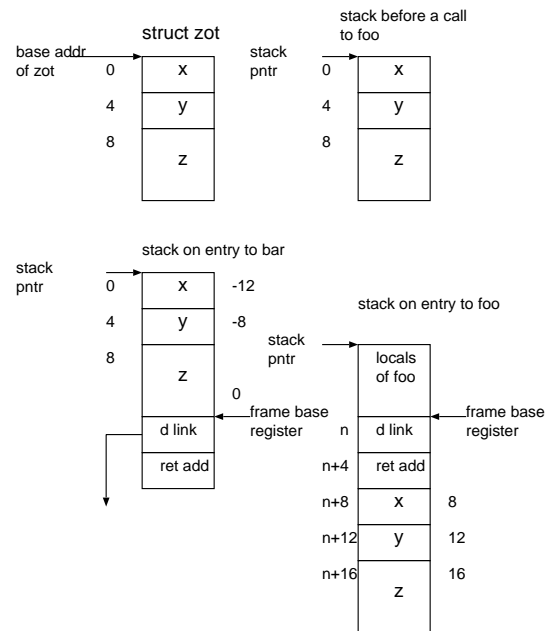 struct zot
base addr
of zot
0
x
4
y
8
z
stack before a call
to foo
stack
pntr
0
x
4
y
8
z
stack on entry to bar
stack
pntr
0
x
-12
4
y
-8
8
z
0
frame base
register
d link
ret add
stack on entry to foo
stack
pntr
locals
of foo
frame base
register
n
d link
n+4
ret add
n+8
x
8
n+12
y
12
n+16
z
16